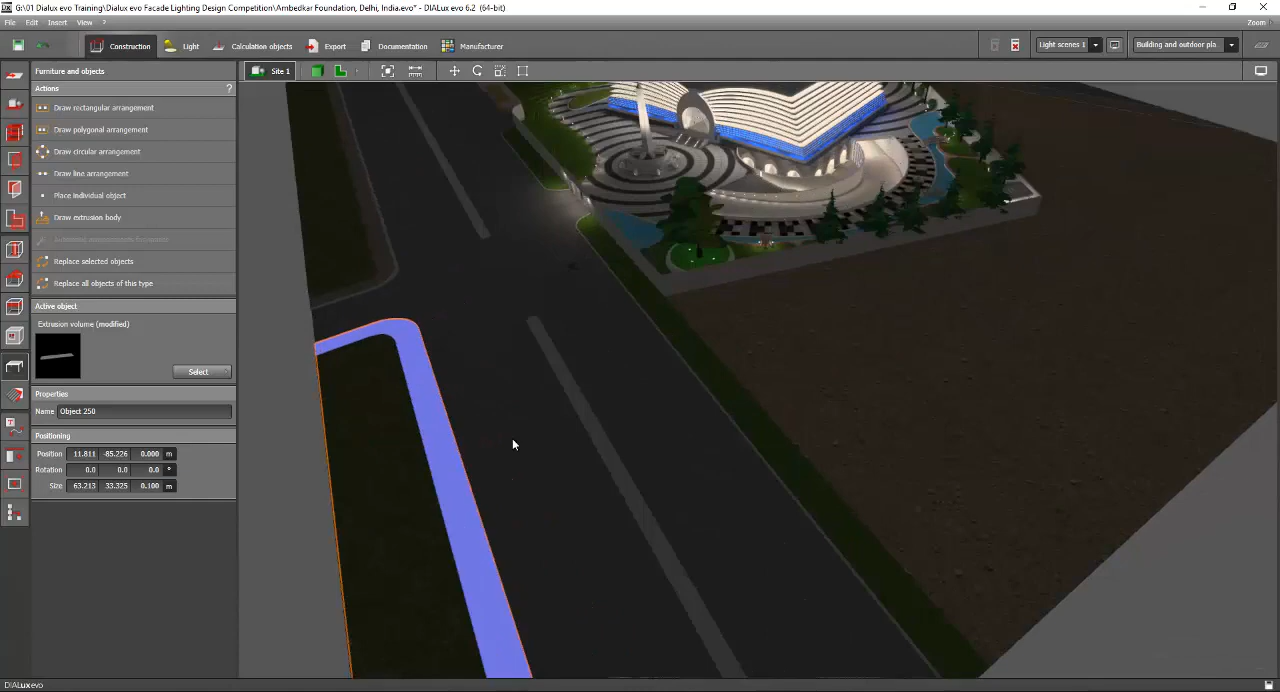 G:\01 Dialux evo Training\Dialux evo Facade Lighting Design Competition\Ambedkar Foundation, Delhi, India.evo* - DIALux evo 6.2 (64-bit)
File Edit Insert View ?
Zoom
Construction Light Calculation objects Export Documentation Manufacturer
Light scenes 1
Building and outdoor pla
Furniture and objects
Site 1
Actions ?
Draw rectangular arrangement
Draw polygonal arrangement
Draw circular arrangement
Draw line arrangement
Place individual object
Draw extrusion body
Replace selected objects
Replace all objects of this type
Active object
Extrusion volume (modified)
Select
Properties
Name Object 250
Positioning
Position 11.811 -85.226 0.000 m
Rotation 0.0 0.0 0.0 °
Size 63.213 33.325 0.100 m
DIALux evo